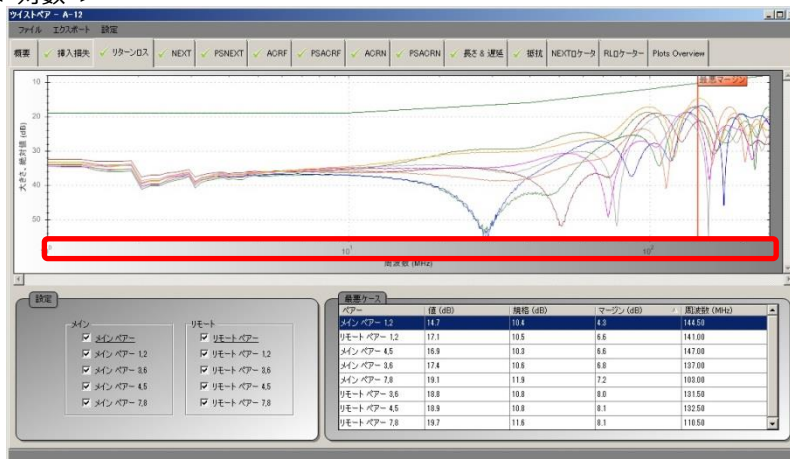 ツイストペア - A-12
ファイル エクスポート 設定
概要 挿入損失 リターンロス NEXT PSNEXT ACRF PSACRF ACRN PSACRN 長さ & 遅延 抵抗 NEXTロケータ RLロケーター Plots Overview
最悪マージン
10
20
30
40
50
大きさ、絶対値 (dB)
10¹ 10²
周波数 (MHz)
設定
メイン
メイン ペアー
メイン ペアー 1,2
メイン ペアー 3,6
メイン ペアー 4,5
メイン ペアー 7,8
リモート
リモート ペアー
リモート ペアー 1,2
リモート ペアー 3,6
リモート ペアー 4,5
リモート ペアー 7,8
最悪ケース
ペアー 値 (dB) 規格 (dB) マージン (dB) 周波数 (MHz)
メイン ペアー 1,2 14.7 10.4 4.3 144.50
リモート ペアー 1,2 17.1 10.5 6.6 141.00
メイン ペアー 4,5 16.9 10.3 6.6 147.00
メイン ペアー 3,6 17.4 10.6 6.8 137.00
メイン ペアー 7,8 19.1 11.9 7.2 103.00
リモート ペアー 3,6 18.8 10.8 8.0 131.50
リモート ペアー 4,5 18.9 10.8 8.1 132.50
リモート ペアー 7,8 19.7 11.6 8.1 110.50